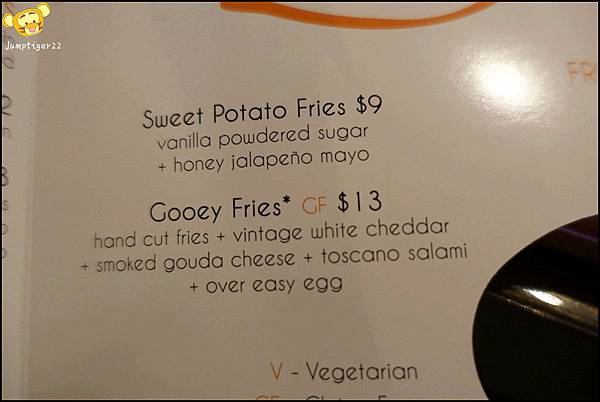 Jumptiger22
FR
Sweet Potato Fries $9
vanilla powdered sugar
+ honey jalapeño mayo
Gooey Fries* GF $13
hand cut fries + vintage white cheddar
+ smoked gouda cheese + toscano salami
+ over easy egg
V - Vegetarian